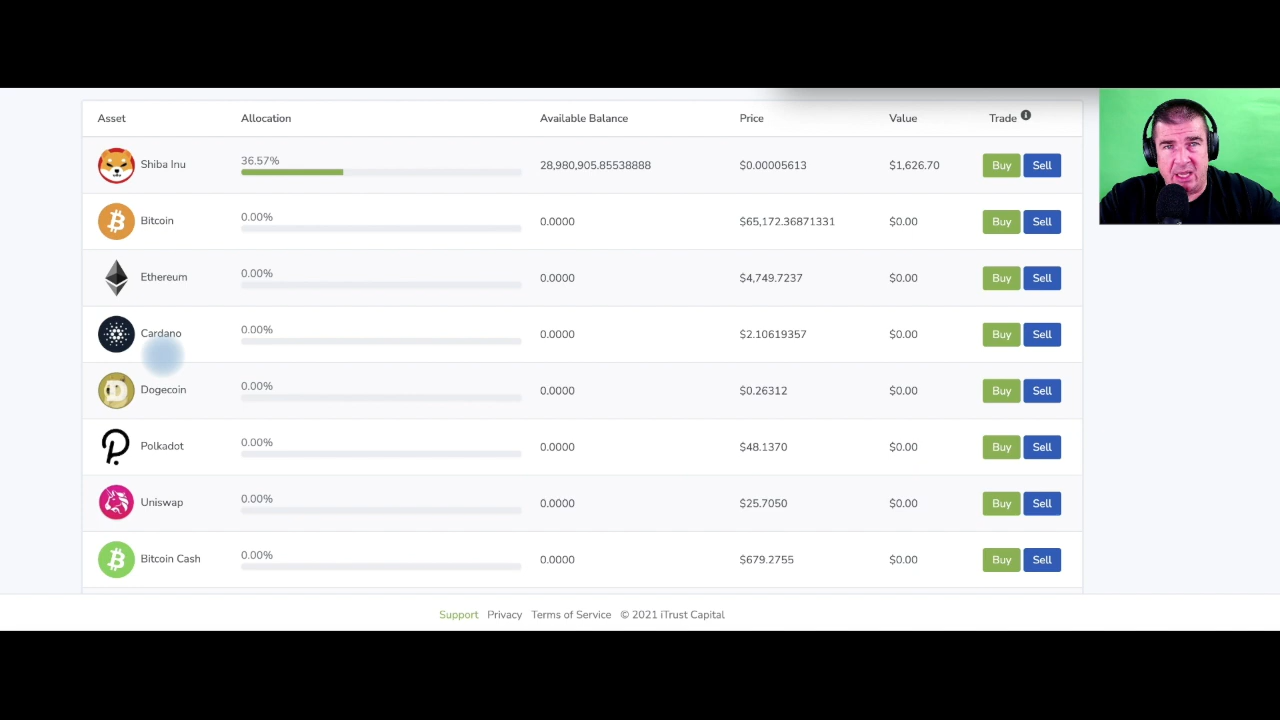 Asset Allocation Available Balance Price Value Trade
Shiba Inu 36.57% 28,980,905.85538888 $0.00005613 $1,626.70 Buy Sell
Bitcoin 0.00% 0.0000 $65,172.36871331 $0.00 Buy Sell
Ethereum 0.00% 0.0000 $4,749.7237 $0.00 Buy Sell
Cardano 0.00% 0.0000 $2.10619357 $0.00 Buy Sell
Dogecoin 0.00% 0.0000 $0.26312 $0.00 Buy Sell
Polkadot 0.00% 0.0000 $48.1370 $0.00 Buy Sell
Uniswap 0.00% 0.0000 $25.7050 $0.00 Buy Sell
Bitcoin Cash 0.00% 0.0000 $679.2755 $0.00 Buy Sell
Support Privacy Terms of Service © 2021 iTrust Capital